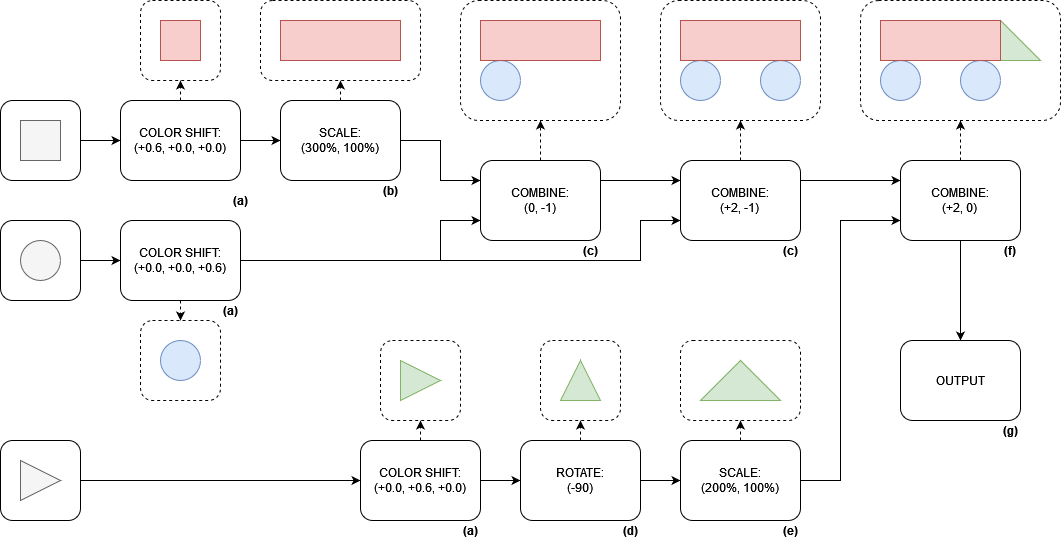 COLOR SHIFT:
(+0.6, +0.0, +0.0)
(a)
SCALE:
(300%, 100%)
(b)
COMBINE:
(0, -1)
(c)
COMBINE:
(+2, -1)
(c)
COMBINE:
(+2, 0)
(f)
COLOR SHIFT:
(+0.0, +0.0, +0.6)
(a)
OUTPUT
(g)
COLOR SHIFT:
(+0.0, +0.6, +0.0)
(a)
ROTATE:
(-90)
(d)
SCALE:
(200%, 100%)
(e)